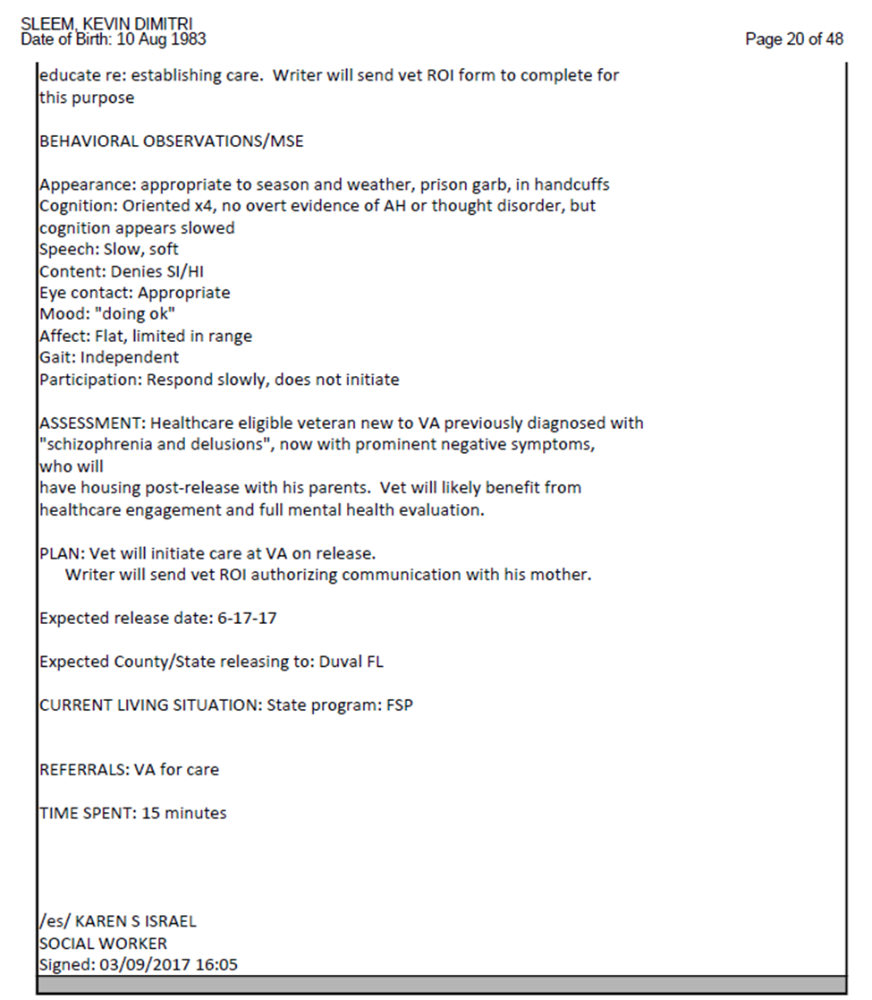 SLEEM, KEVIN DIMITRI
Date of Birth: 10 Aug 1983
Page 20 of 48
educate re: establishing care.  Writer will send vet ROI form to complete for
this purpose
BEHAVIORAL OBSERVATIONS/MSE
Appearance: appropriate to season and weather, prison garb, in handcuffs
Cognition: Oriented x4, no overt evidence of AH or thought disorder, but
cognition appears slowed
Speech: Slow, soft
Content: Denies SI/HI
Eye contact: Appropriate
Mood: "doing ok"
Affect: Flat, limited in range
Gait: Independent
Participation: Respond slowly, does not initiate
ASSESSMENT: Healthcare eligible veteran new to VA previously diagnosed with
"schizophrenia and delusions", now with prominent negative symptoms,
who will
have housing post-release with his parents.  Vet will likely benefit from
healthcare engagement and full mental health evaluation.
PLAN: Vet will initiate care at VA on release.
Writer will send vet ROI authorizing communication with his mother.
Expected release date: 6-17-17
Expected County/State releasing to: Duval FL
CURRENT LIVING SITUATION: State program: FSP
REFERRALS: VA for care
TIME SPENT: 15 minutes
/es/ KAREN S ISRAEL
SOCIAL WORKER
Signed: 03/09/2017 16:05